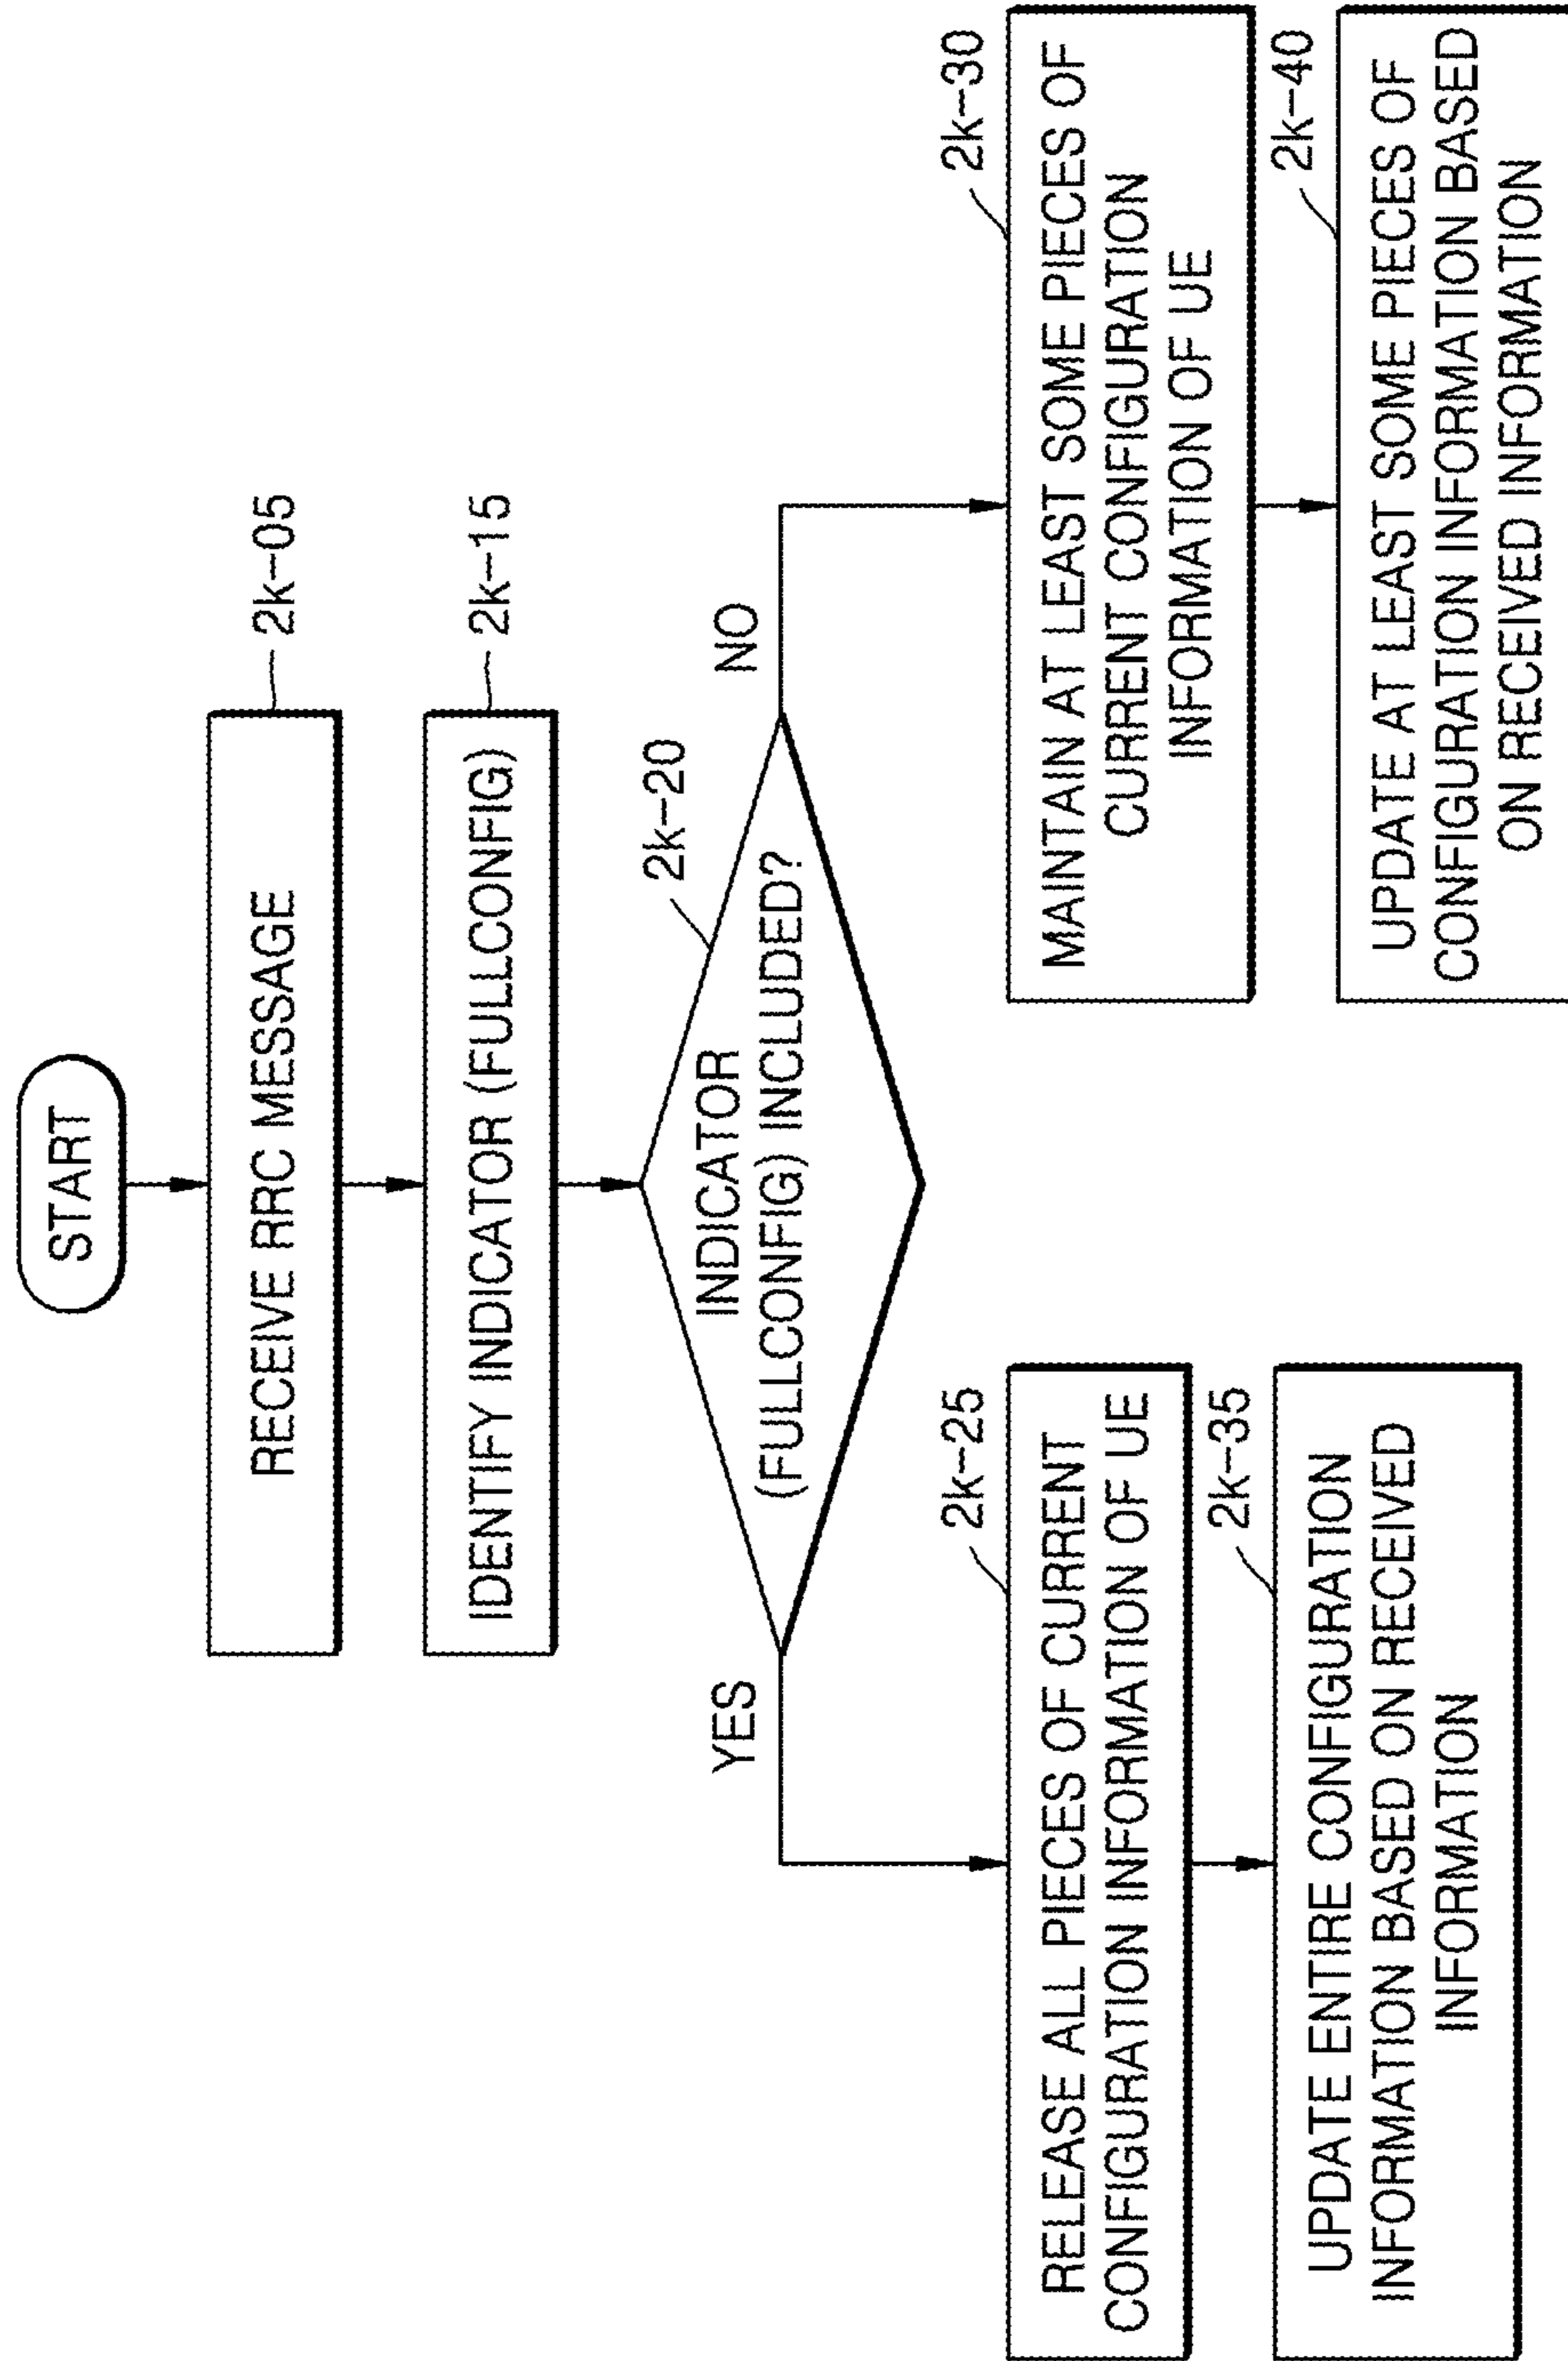 START
RECEIVE RRC MESSAGE
2k-05
IDENTIFY INDICATOR (FULLCONFIG)
2k-15
INDICATOR
(FULLCONFIG) INCLUDED?
2k-20
YES
NO
RELEASE ALL PIECES OF CURRENT
CONFIGURATION INFORMATION OF UE
2k-25
UPDATE ENTIRE CONFIGURATION
INFORMATION BASED ON RECEIVED
INFORMATION
2k-35
MAINTAIN AT LEAST SOME PIECES OF
CURRENT CONFIGURATION
INFORMATION OF UE
2k-30
UPDATE AT LEAST SOME PIECES OF
CONFIGURATION INFORMATION BASED
ON RECEIVED INFORMATION
2k-40